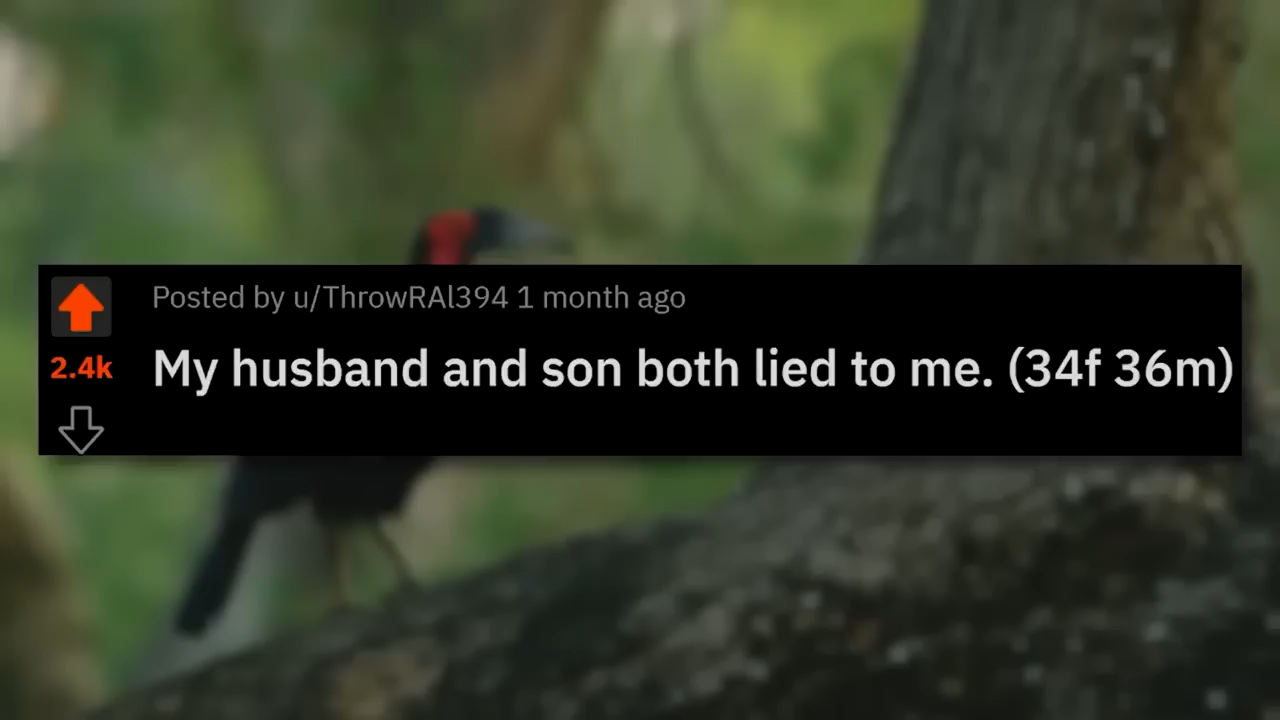 Posted by u/ThrowRAl394 1 month ago
2.4k
My husband and son both lied to me. (34f 36m)